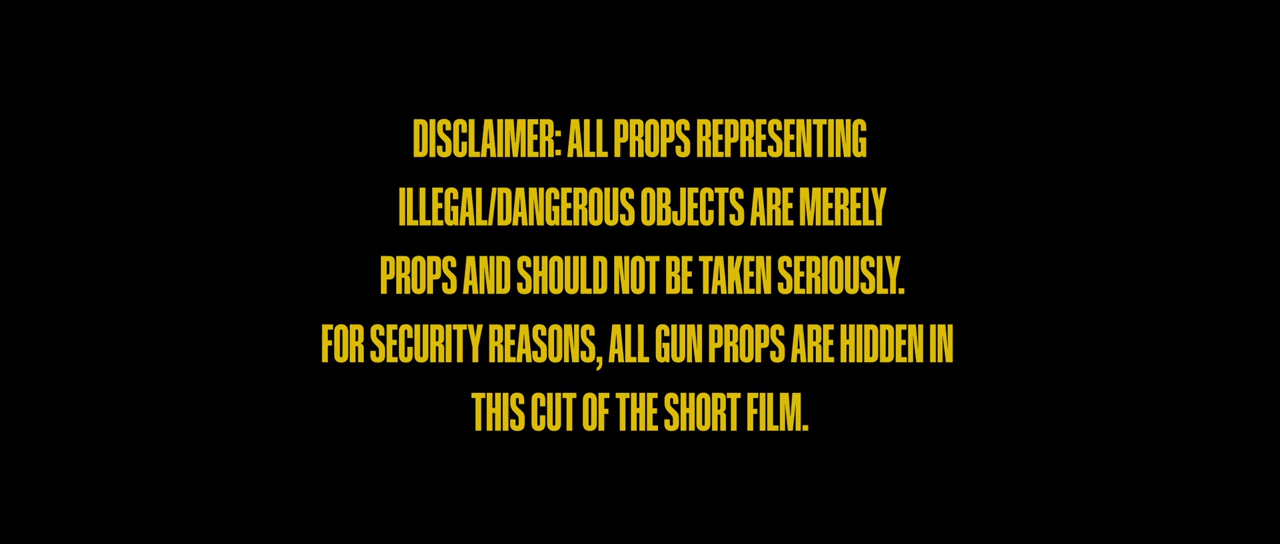 DISCLAIMER: ALL PROPS REPRESENTING
ILLEGAL/DANGEROUS OBJECTS ARE MERELY
PROPS AND SHOULD NOT BE TAKEN SERIOUSLY.
FOR SECURITY REASONS, ALL GUN PROPS ARE HIDDEN IN
THIS CUT OF THE SHORT FILM.